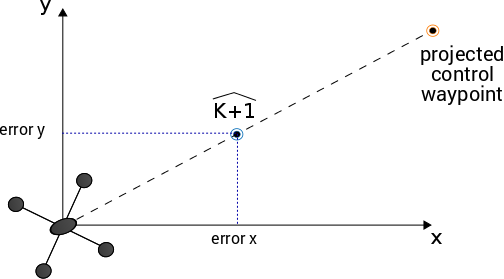 y
projected
control
waypoint
K+1
error y
error x
x